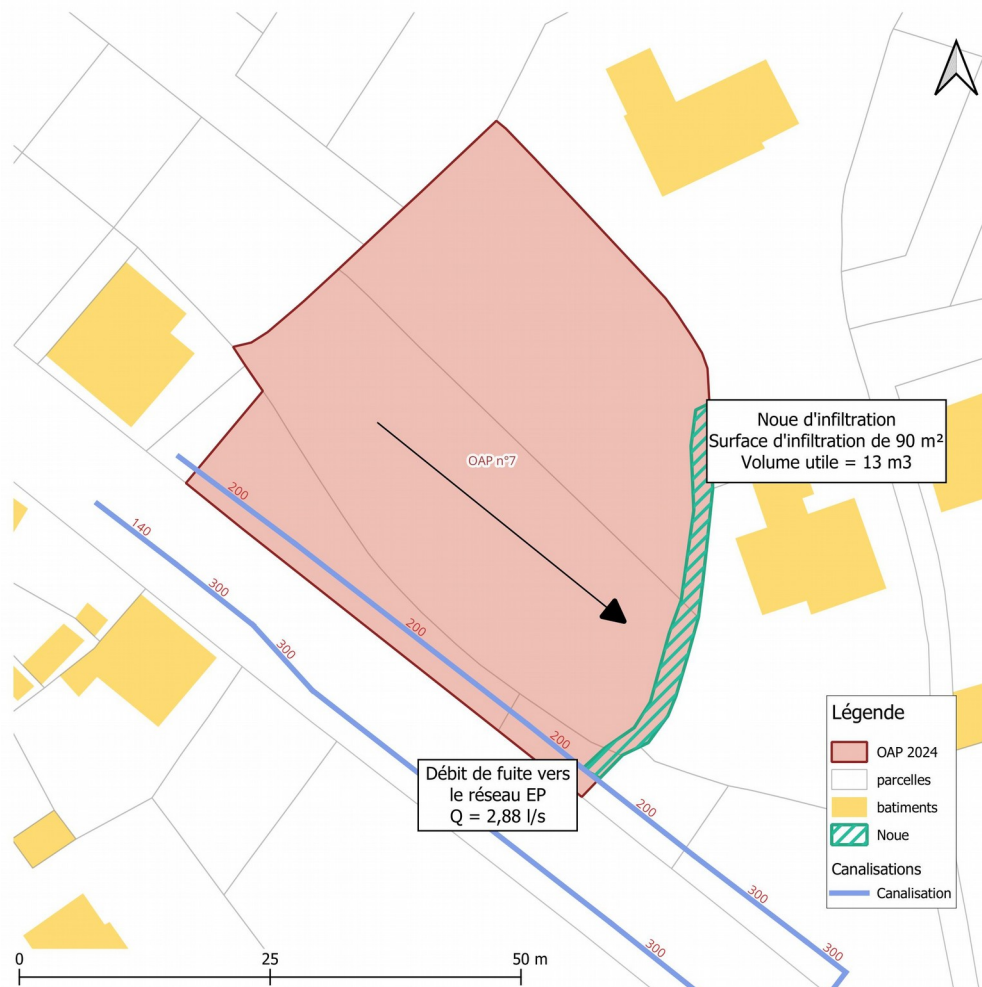 OAP n°7
Noue d'infiltration
Surface d'infiltration de 90 m²
Volume utile = 13 m3
200
140
300
300
200
200
Débit de fuite vers
le réseau EP
Q = 2,88 l/s
200
300
300
300
Légende
OAP 2024
parcelles
batiments
Noue
Canalisations
Canalisation
0
25
50 m